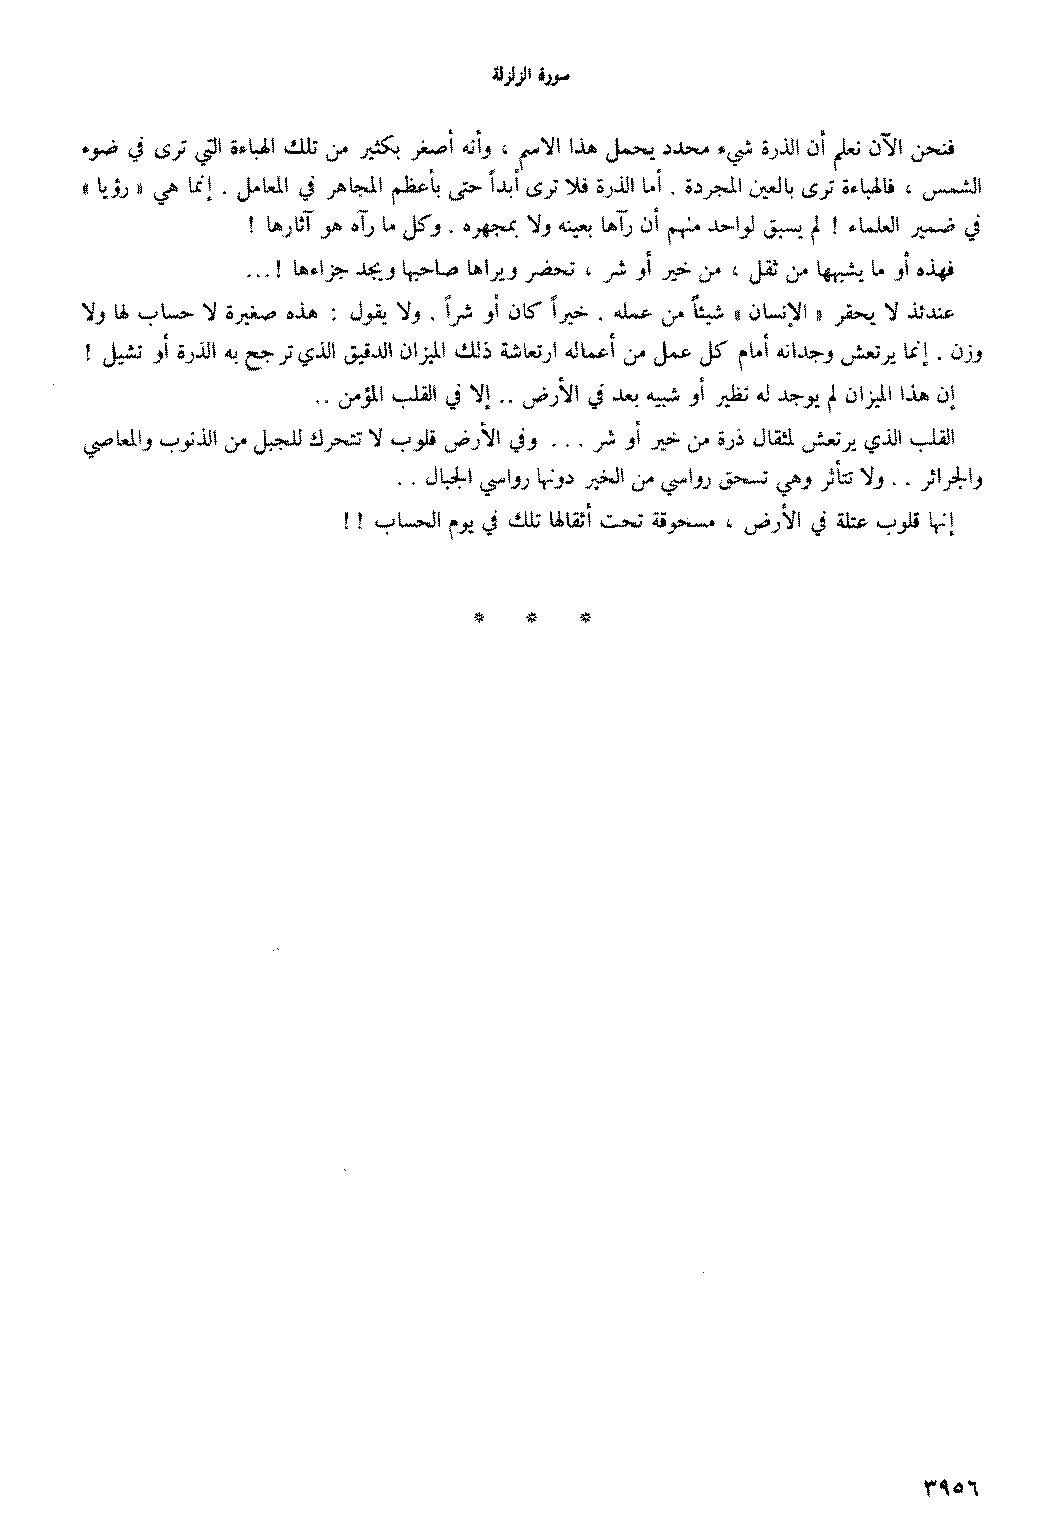 سورة الزلزلة
فنحن الآن نعلم أن الذرة شيء محدد يحمل هذا الاسم ، وأنه أصغر بكثير من تلك الهباءة التي ترى في ضوء
الشمس ، فالهباءة ترى بالعين المجردة . أما الذرة فلا ترى أبداً حتى بأعظم المجاهر في المعامل . إنما هي « رؤيا »
في ضمير العلماء ! لم يسبق لواحد منهم أن رآها بعينه ولا بمجهره . وكل ما رآه هو آثارها !
فهذه أو ما يشبهها من ثقل ، من خير أو شر ، تحضر ويراها صاحبها ويجد جزاءها !...
عندئذ لا يحقر « الإنسان » شيئاً من عمله . خيراً كان أو شراً . ولا يقول : هذه صغيرة لا حساب لها ولا
وزن . إنما يرتعش وجدانه أمام كل عمل من أعماله ارتعاشة ذلك الميزان الدقيق الذي ترجح به الذرة أو تشيل !
إن هذا الميزان لم يوجد له نظير أو شبيه بعد في الأرض .. إلا في القلب المؤمن ..
القلب الذي يرتعش لمثقال ذرة من خير أو شر ... وفي الأرض قلوب لا تتحرك للجبل من الذنوب والمعاصي
والجرائر .. ولا تتأثر وهي تسحق رواسي من الخير دونها رواسي الجبال ..
إنها قلوب عتلة في الأرض ، مسحوقة تحت أثقالها تلك في يوم الحساب !!
* * *
٣٩٥٦